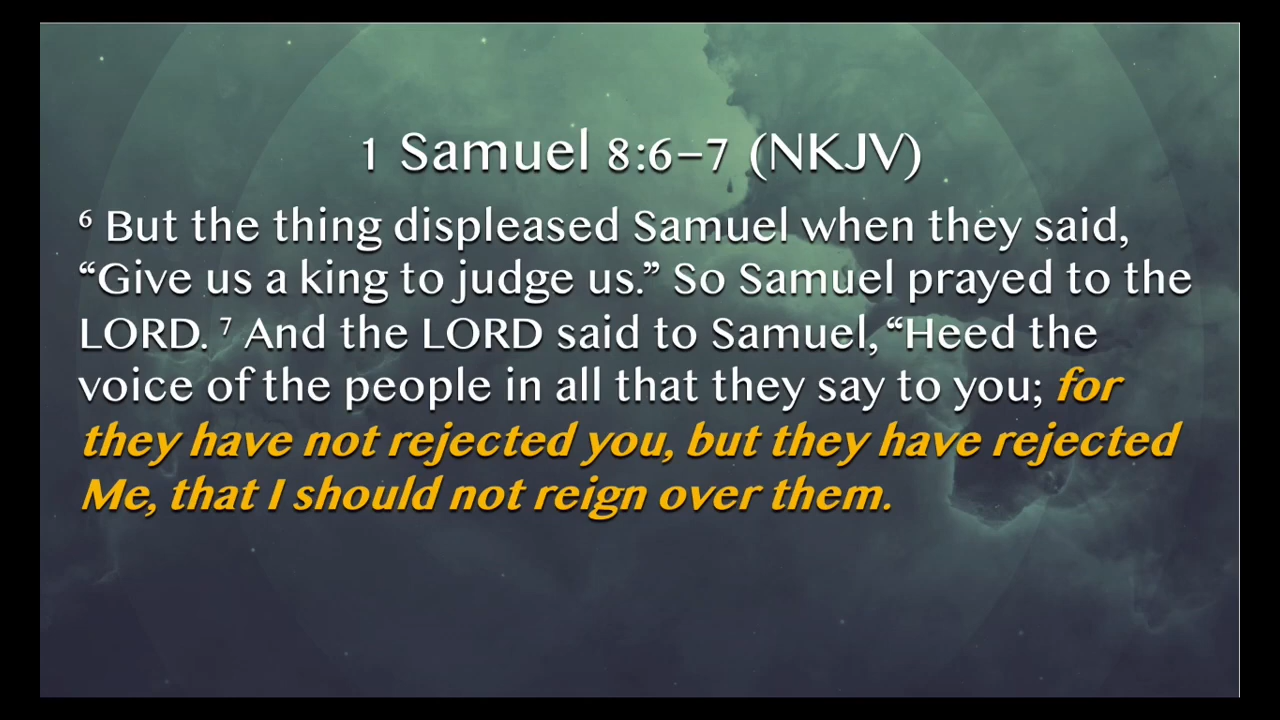 1 Samuel 8:6–7 (NKJV)
⁶ But the thing displeased Samuel when they said,
“Give us a king to judge us.” So Samuel prayed to the
LORD. ⁷ And the LORD said to Samuel, “Heed the
voice of the people in all that they say to you; for
they have not rejected you, but they have rejected
Me, that I should not reign over them.